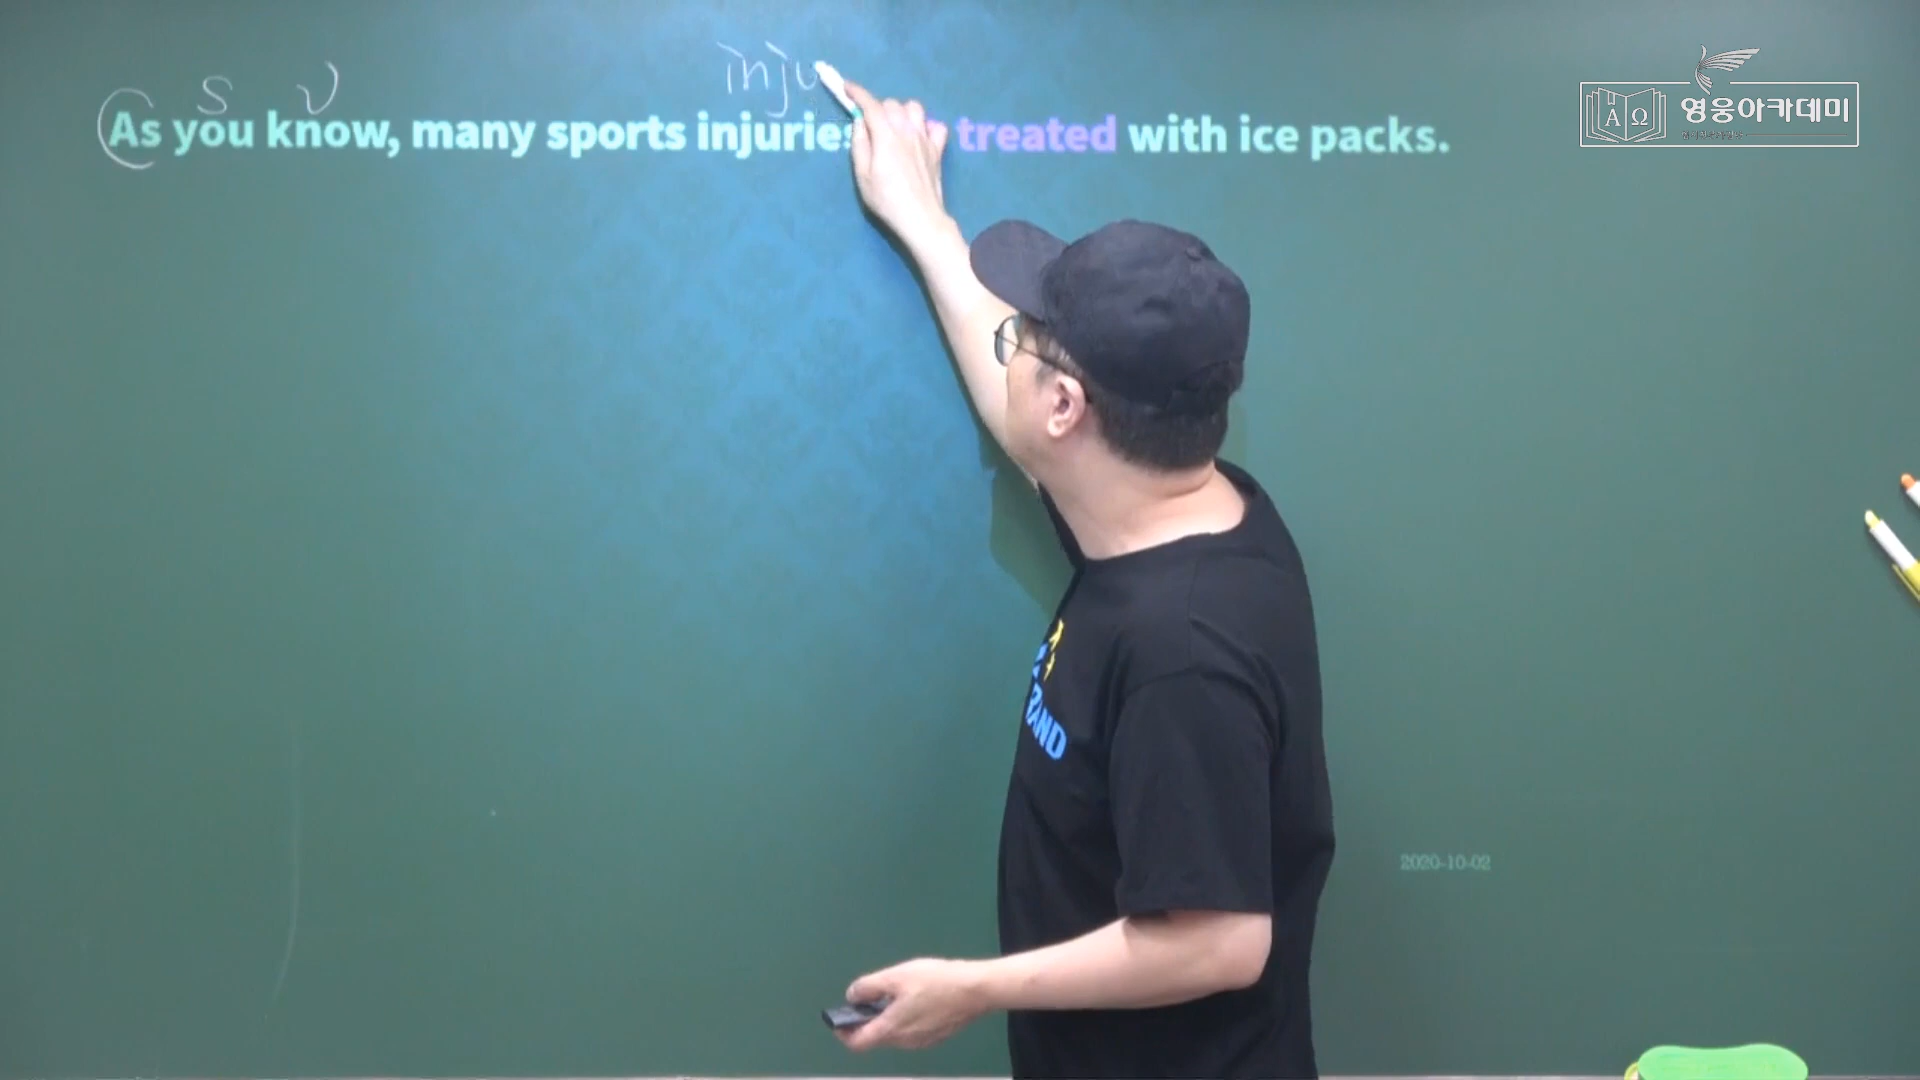 S V inju
As you know, many sports injuries treated with ice packs.
영웅아카데미
A Ω
RAND
2020-10-02